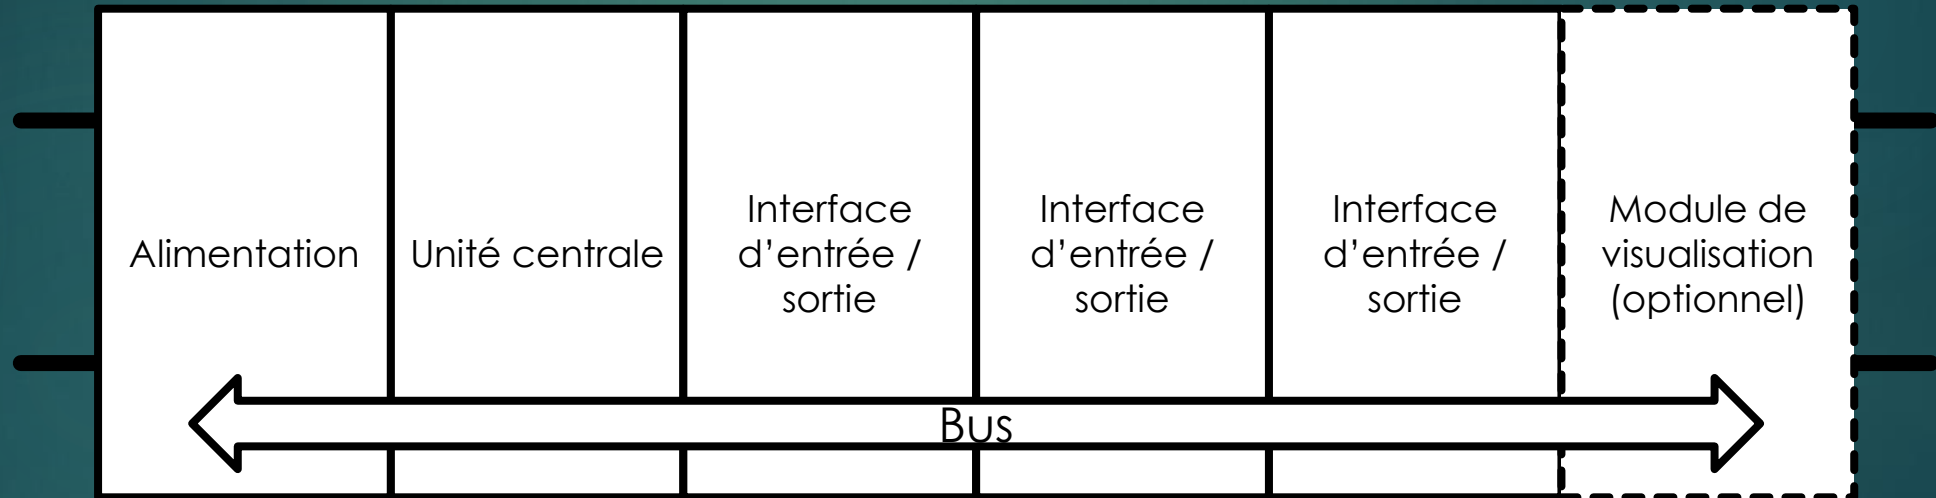 Alimentation
Unité centrale
Interface
d’entrée /
sortie
Interface
d’entrée /
sortie
Interface
d’entrée /
sortie
Module de
visualisation
(optionnel)
Bus